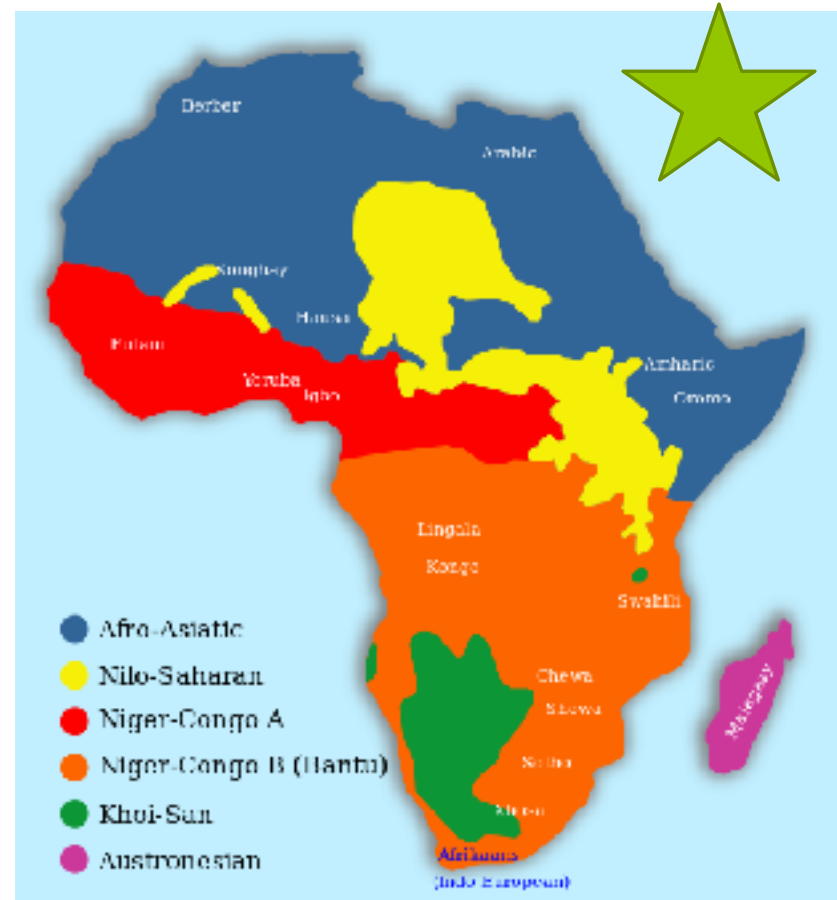 Berber
Arabic
Songhay
Hausa
Fulani
Yoruba
Igbo
Amharic
Oromo
Lingala
Kongo
Swahili
Chewa
Shona
Sotho
Xhosa
Malagasy
Afrikaans
(Indo European)
Afro-Asiatic
Nilo-Saharan
Niger-Congo A
Niger-Congo B (Bantu)
Khoi-San
Austronesian